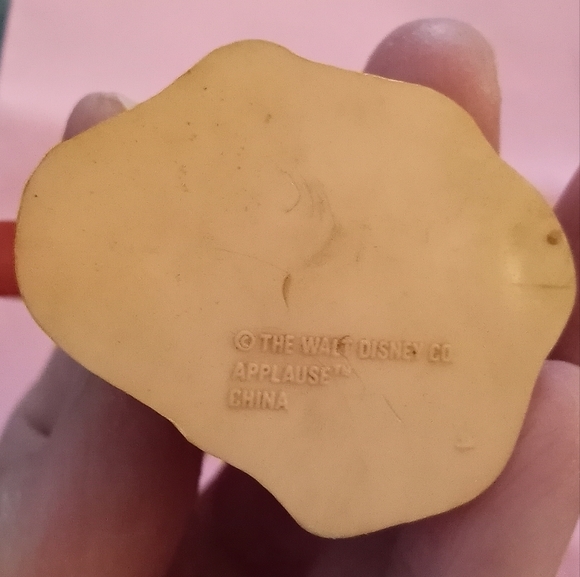 © THE WALT DISNEY CO
APPLAUSE™
CHINA